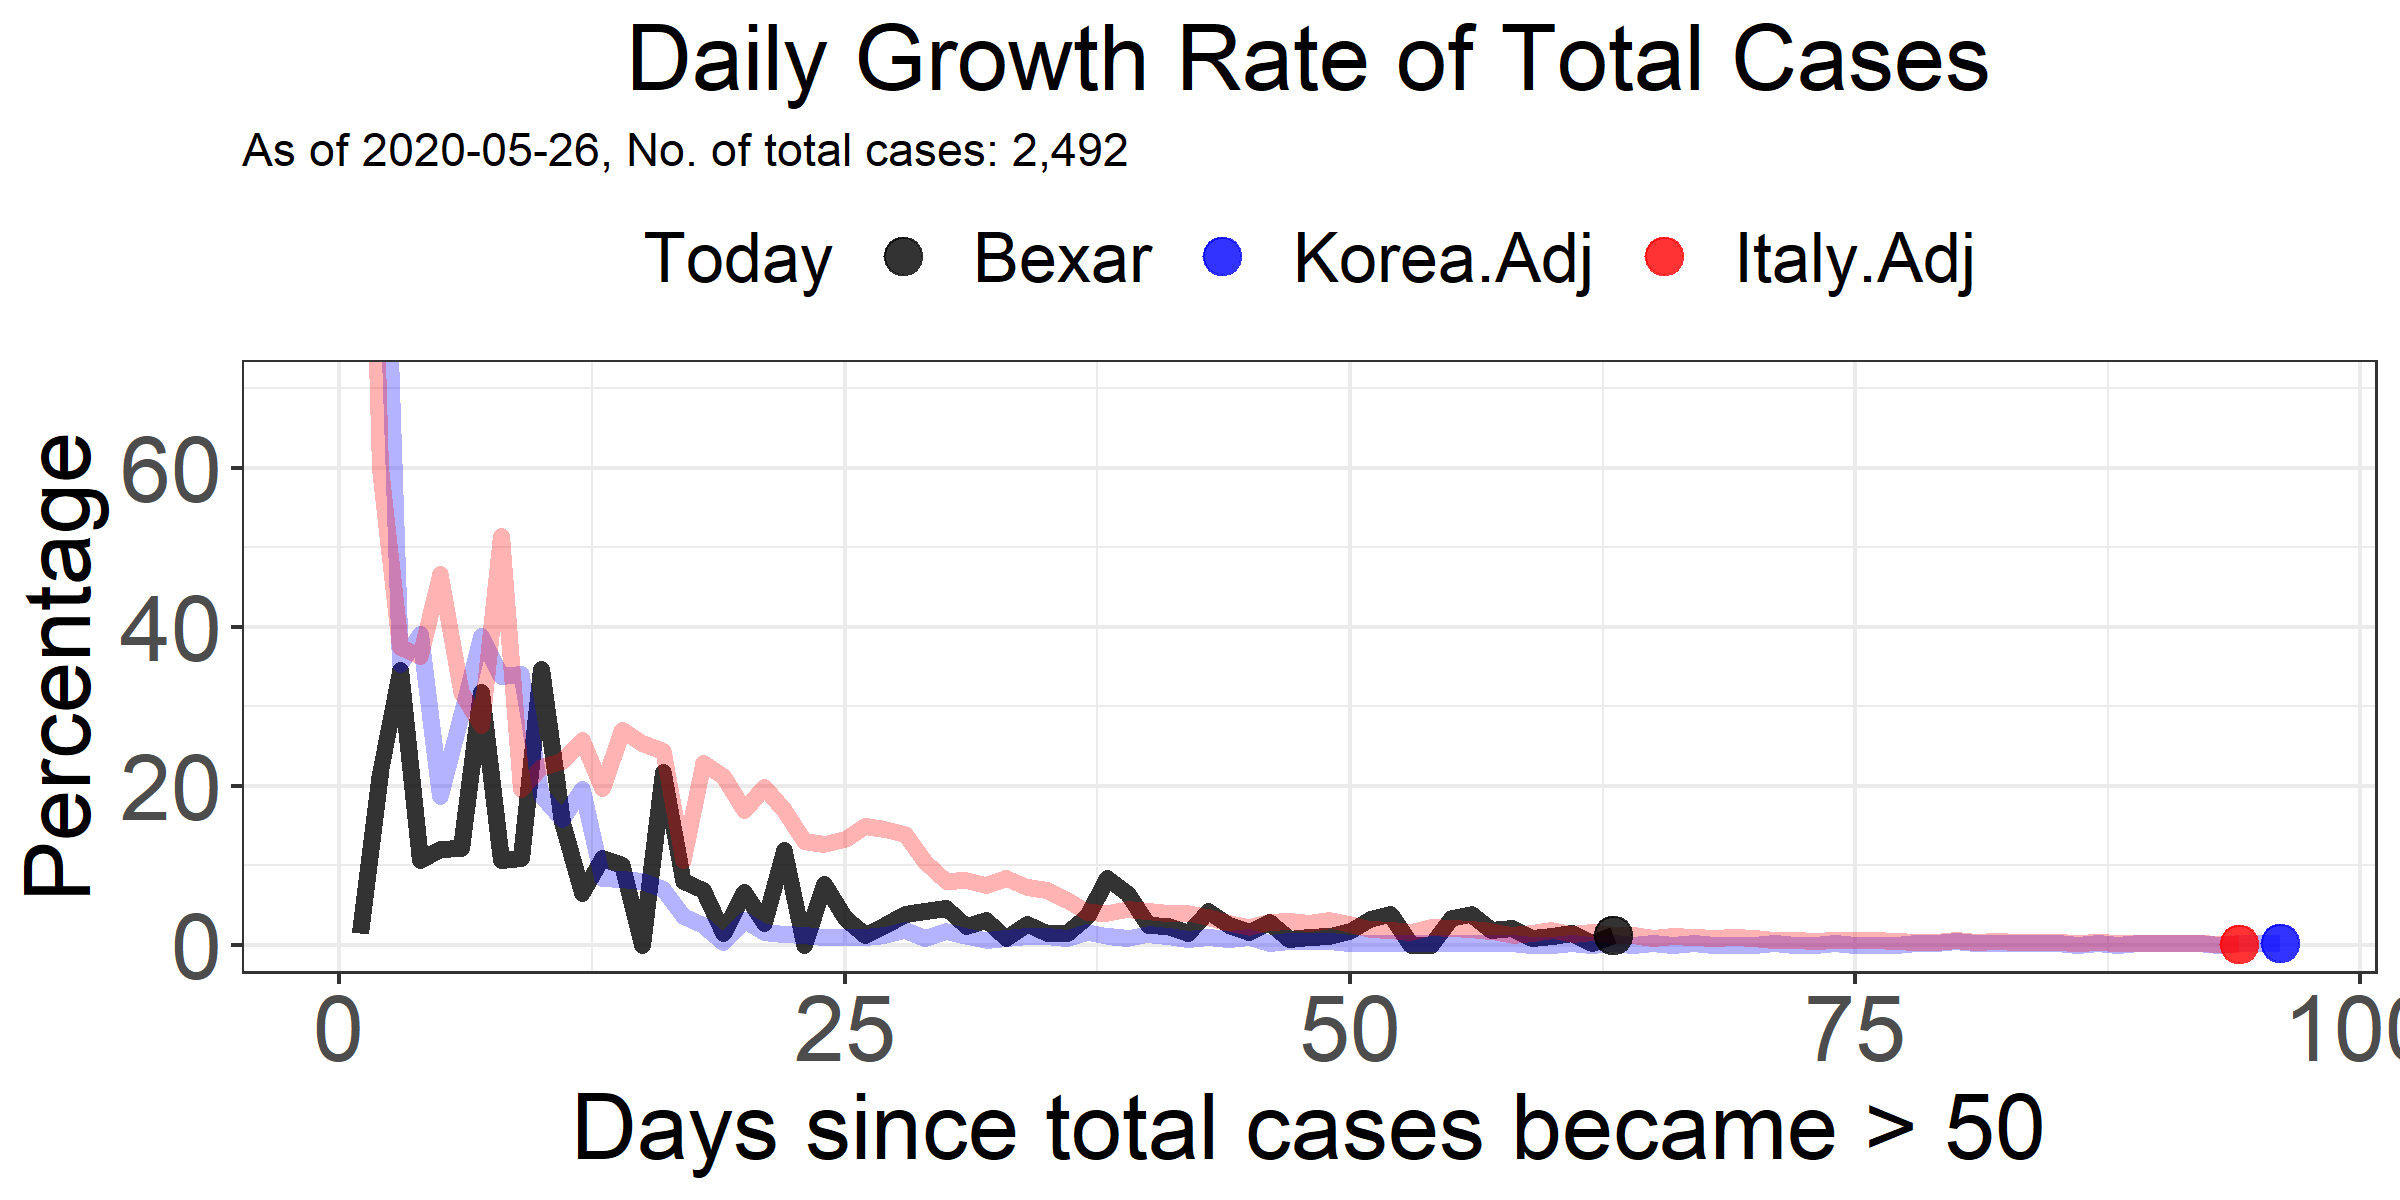 Daily Growth Rate of Total Cases
As of 2020-05-26, No. of total cases: 2,492
Today Bexar Korea.Adj Italy.Adj
Percentage
60
40
20
0
0 25 50 75 100
Days since total cases became > 50